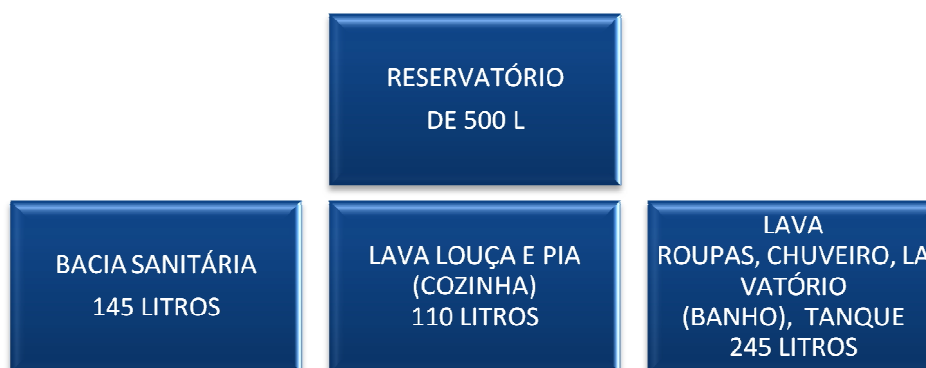 RESERVATÓRIO
DE 500 L
BACIA SANITÁRIA
145 LITROS
LAVA LOUÇA E PIA
(COZINHA)
110 LITROS
LAVA
ROUPAS, CHUVEIRO, LA
VATÓRIO
(BANHO), TANQUE
245 LITROS